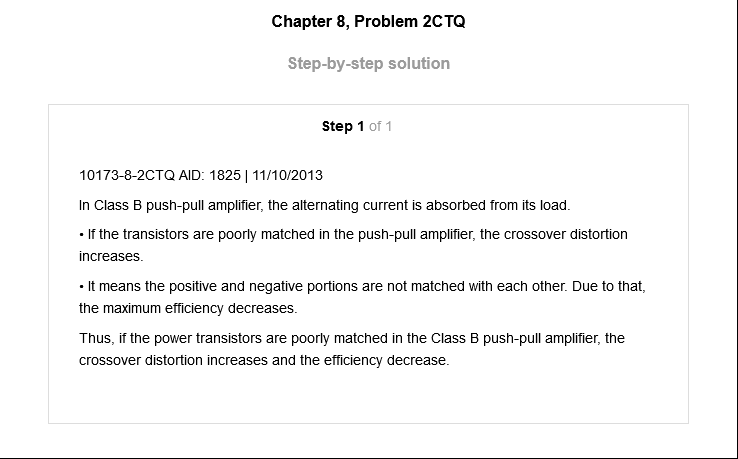 Chapter 8, Problem 2CTQ
Step-by-step solution
Step 1 of 1
10173-8-2CTQ AID: 1825 | 11/10/2013
In Class B push-pull amplifier, the alternating current is absorbed from its load.
• If the transistors are poorly matched in the push-pull amplifier, the crossover distortion
increases.
• It means the positive and negative portions are not matched with each other. Due to that,
the maximum efficiency decreases.
Thus, if the power transistors are poorly matched in the Class B push-pull amplifier, the
crossover distortion increases and the efficiency decrease.